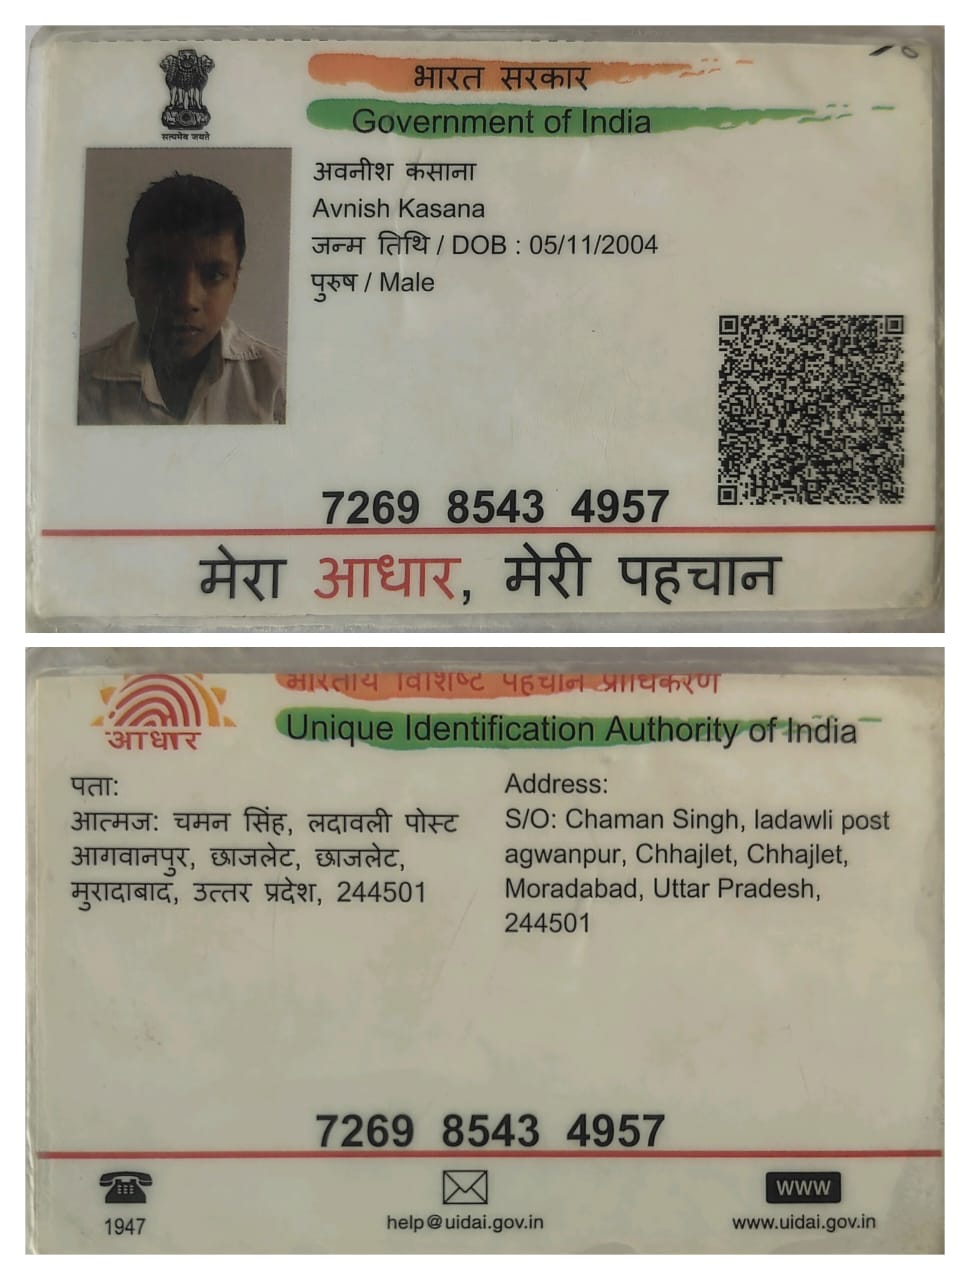 भारत सरकार
Government of India
सत्यमेव जयते
अवनीश कसाना
Avnish Kasana
जन्म तिथि / DOB : 05/11/2004
पुरुष / Male
7269 8543 4957
मेरा आधार, मेरी पहचान
भारतीय विशिष्ट पहचान प्राधिकरण
Unique Identification Authority of India
आधार
पता:
आत्मज: चमन सिंह, लदावली पोस्ट
आगवानपुर, छाजलेट, छाजलेट,
मुरादाबाद, उत्तर प्रदेश, 244501
Address:
S/O: Chaman Singh, ladawli post
agwanpur, Chhajlet, Chhajlet,
Moradabad, Uttar Pradesh,
244501
7269 8543 4957
1947
help@uidai.gov.in
www
www.uidai.gov.in